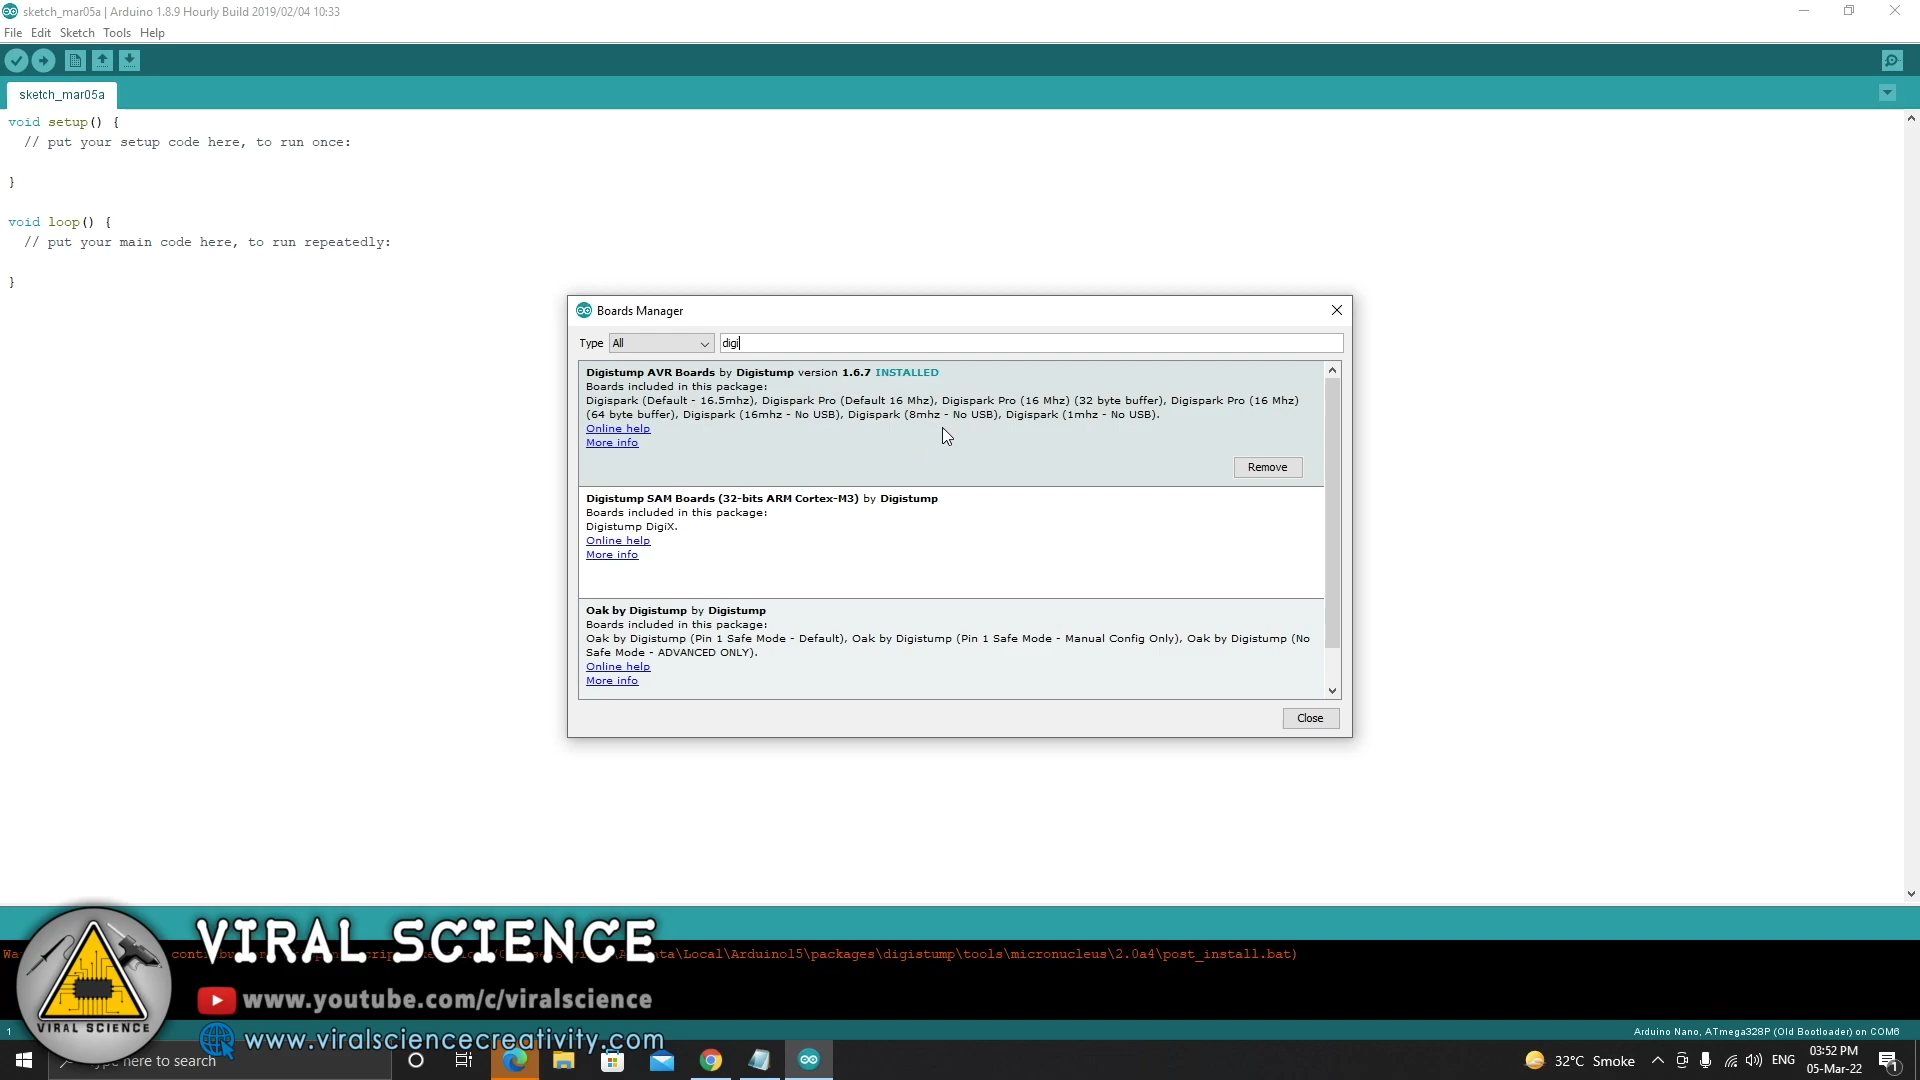 sketch_mar05a | Arduino 1.8.9 Hourly Build 2019/02/04 10:33
File Edit Sketch Tools Help
sketch_mar05a
void setup() {
// put your setup code here, to run once:
}
void loop() {
// put your main code here, to run repeatedly:
}
Boards Manager
Type All digi
Digistump AVR Boards by Digistump version 1.6.7 INSTALLED
Boards included in this package:
Digispark (Default - 16.5mhz), Digispark Pro (Default 16 Mhz), Digispark Pro (16 Mhz) (32 byte buffer), Digispark Pro (16 Mhz)
(64 byte buffer), Digispark (16mhz - No USB), Digispark (8mhz - No USB), Digispark (1mhz - No USB).
Online help
More info
Remove
Digistump SAM Boards (32-bits ARM Cortex-M3) by Digistump
Boards included in this package:
Digistump DigiX.
Online help
More info
Oak by Digistump by Digistump
Boards included in this package:
Oak by Digistump (Pin 1 Safe Mode - Default), Oak by Digistump (Pin 1 Safe Mode - Manual Config Only), Oak by Digistump (No
Safe Mode - ADVANCED ONLY).
Online help
More info
Close
VIRAL SCIENCE
\Local\Arduino15\packages\digistump\tools\micronucleus\2.0a4\post_install.bat)
www.youtube.com/c/viralscience
VIRAL SCIENCE
www.viralsciencecreativity.com
1
Arduino Nano, ATmega328P (Old Bootloader) on COM6
here to search
32°C Smoke
ENG
03:52 PM
05-Mar-22
1